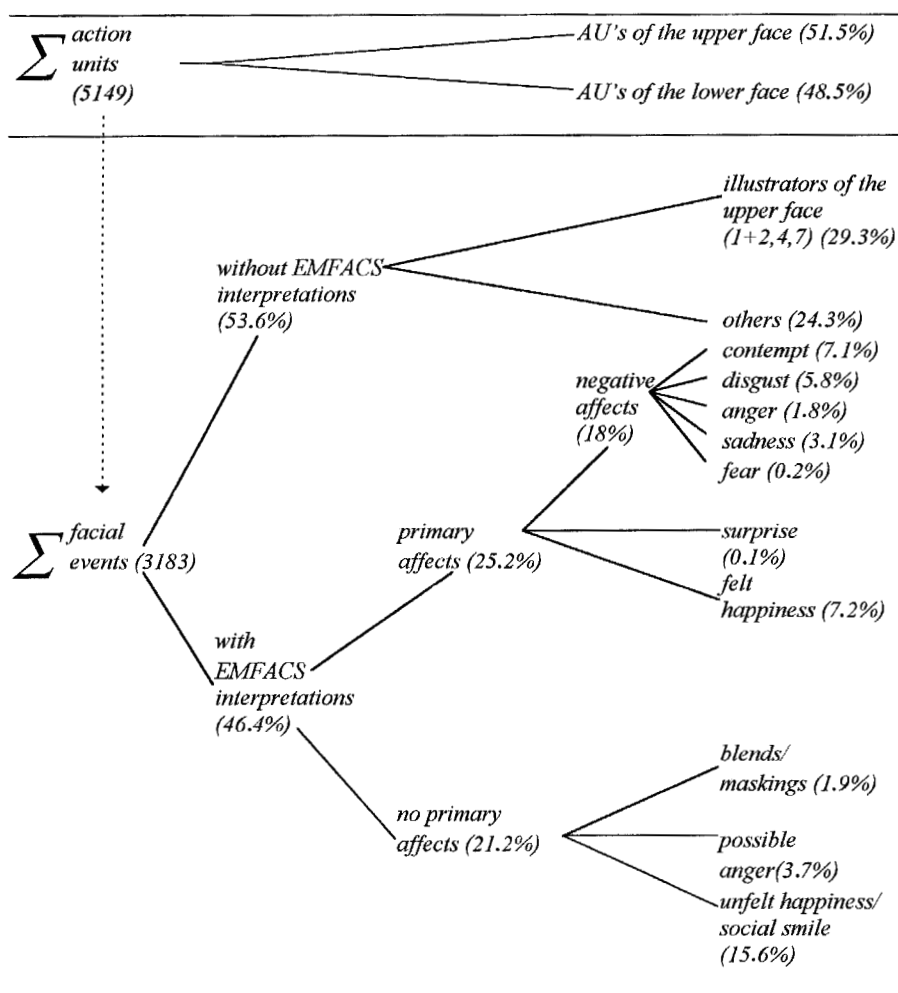 ∑ action
units
(5149)
AU's of the upper face (51.5%)
AU's of the lower face (48.5%)
illustrators of the
upper face
(1+2,4,7) (29.3%)
without EMFACS
interpretations
(53.6%)
others (24.3%)
contempt (7.1%)
disgust (5.8%)
anger (1.8%)
sadness (3.1%)
fear (0.2%)
negative
affects
(18%)
∑ facial
events (3183)
primary
affects (25.2%)
surprise
(0.1%)
felt
happiness (7.2%)
with
EMFACS
interpretations
(46.4%)
blends/
maskings (1.9%)
no primary
affects (21.2%)
possible
anger(3.7%)
unfelt happiness/
social smile
(15.6%)